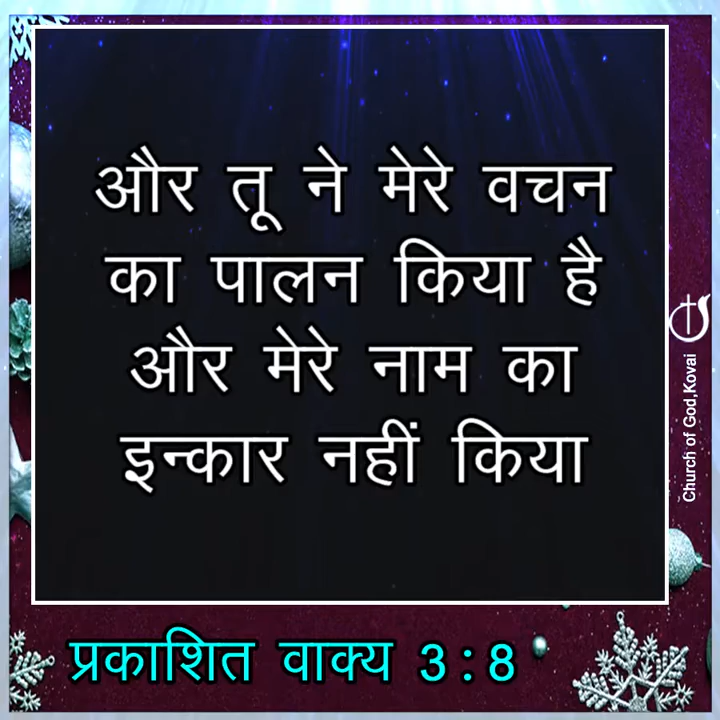 और तू ने मेरे वचन
का पालन किया है
और मेरे नाम का
इन्कार नहीं किया
Church of God,Kovai
प्रकाशित वाक्य 3:8